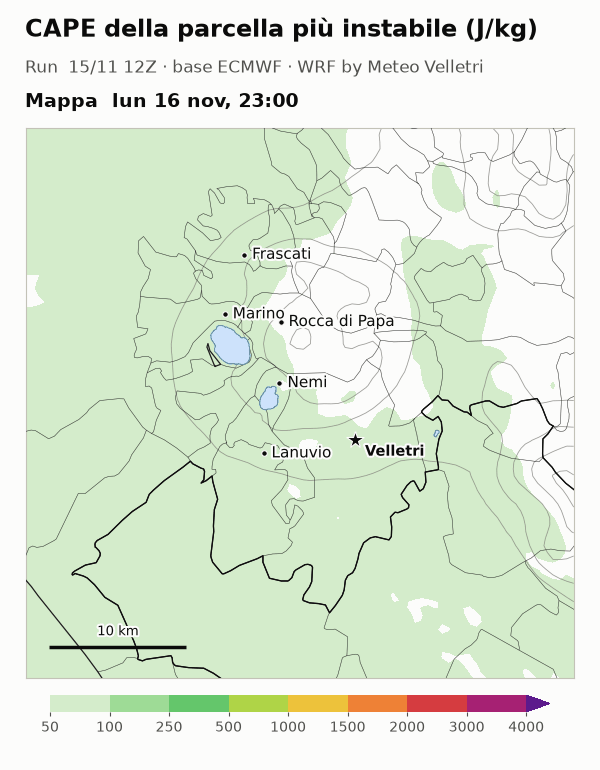 CAPE della parcella più instabile (J/kg)
Run  15/11 12Z · base ECMWF · WRF by Meteo Velletri
Mappa  lun 16 nov, 23:00
Frascati
Marino
Rocca di Papa
Nemi
Lanuvio
Velletri
10 km
50 100 250 500 1000 1500 2000 3000 4000